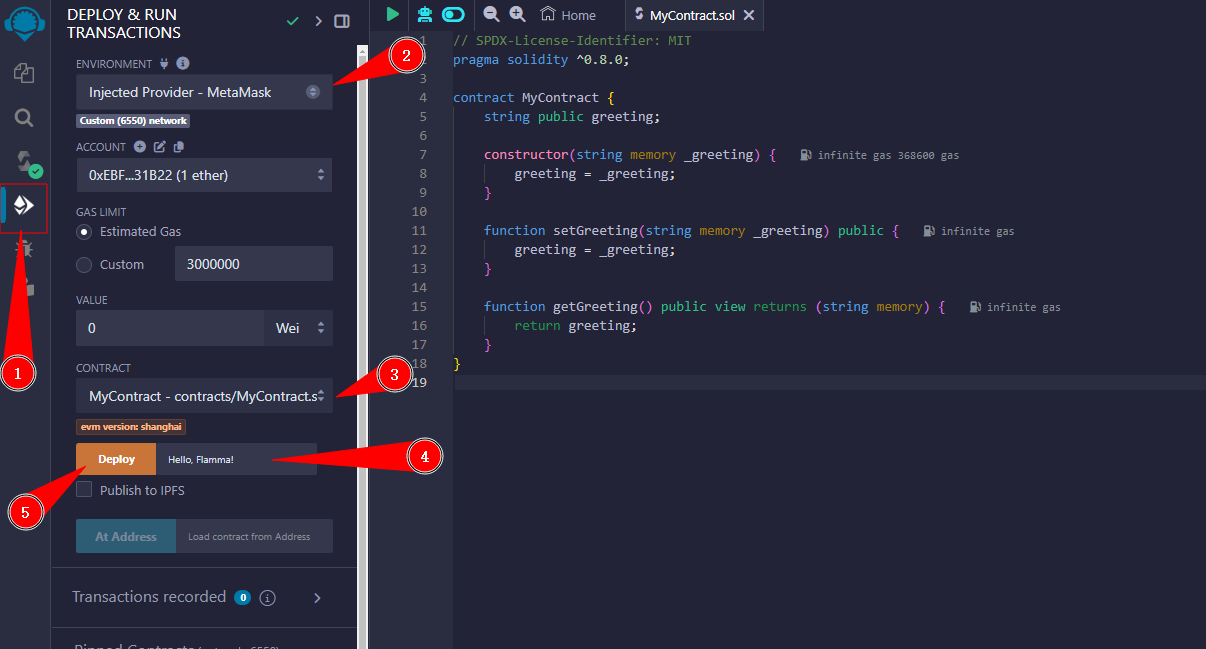 DEPLOY & RUN
TRANSACTIONS
ENVIRONMENT
Injected Provider - MetaMask
Custom (6550) network
ACCOUNT
0xEBF...31B22 (1 ether)
GAS LIMIT
Estimated Gas
Custom
3000000
VALUE
0
Wei
CONTRACT
MyContract - contracts/MyContract.s
evm version: shanghai
Deploy
Hello, Flamma!
Publish to IPFS
At Address
Load contract from Address
Transactions recorded 0 i
1
2
3
4
5
Home
MyContract.sol
1 // SPDX-License-Identifier: MIT
pragma solidity ^0.8.0;
3
4 contract MyContract {
5 string public greeting;
6
7 constructor(string memory _greeting) { infinite gas 368600 gas
8 greeting = _greeting;
9 }
10
11 function setGreeting(string memory _greeting) public { infinite gas
12 greeting = _greeting;
13 }
14
15 function getGreeting() public view returns (string memory) { infinite gas
16 return greeting;
17 }
18 }
19